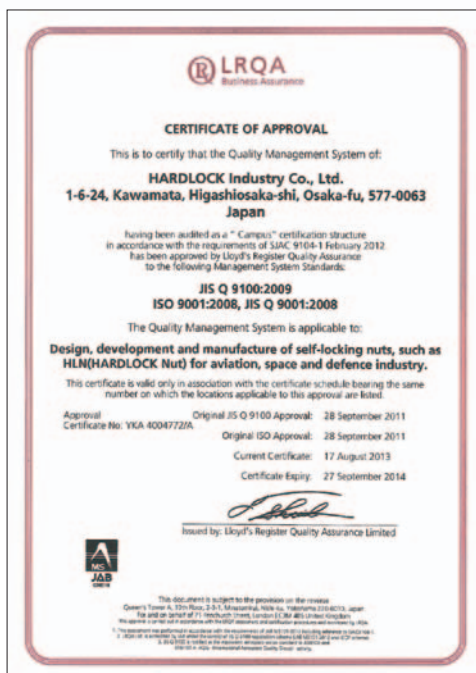 LRQA
Business Assurance
CERTIFICATE OF APPROVAL
This is to certify that the Quality Management System of:
HARDLOCK Industry Co., Ltd.
1-6-24, Kawamata, Higashiosaka-shi, Osaka-fu, 577-0063
Japan
having been audited as a " Campus" certification structure
in accordance with the requirements of SJAC 9104-1 February 2012
has been approved by Lloyd's Register Quality Assurance
to the following Management System Standards:
JIS Q 9100:2009
ISO 9001:2008, JIS Q 9001:2008
The Quality Management System is applicable to:
Design, development and manufacture of self-locking nuts, such as
HLN(HARDLOCK Nut) for aviation, space and defence industry.
This certificate is valid only in association with the certificate schedule bearing the same
number on which the locations applicable to this approval are listed.
Approval
Certificate No: YKA 4004772/A
Original JIS Q 9100 Approval: 28 September 2011
Original ISO Approval: 28 September 2011
Current Certificate: 17 August 2013
Certificate Expiry: 27 September 2014
Issued by: Lloyd's Register Quality Assurance Limited
MS
JAB
This document is subject to the provision on the reverse